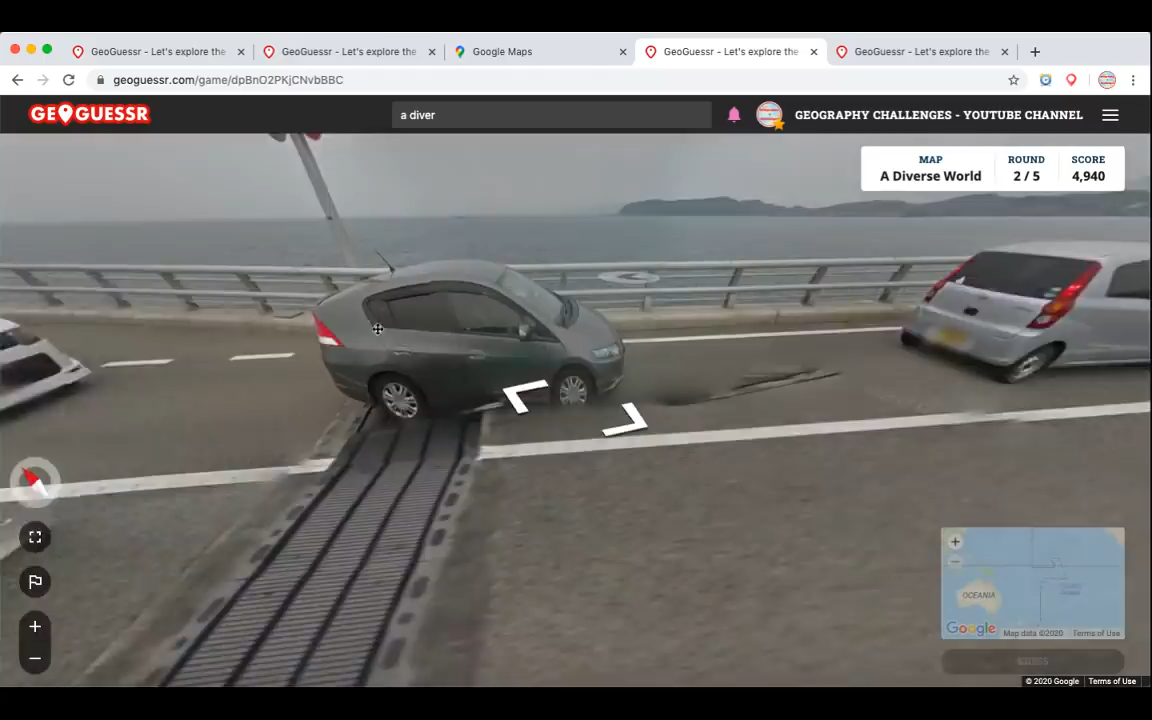 GeoGuessr - Let's explore the
GeoGuessr - Let's explore the
Google Maps
GeoGuessr - Let's explore the
GeoGuessr - Let's explore the
geoguessr.com/game/dpBnO2PKjCNvbBBC
GEOGUESSR
a diver
GEOGRAPHY CHALLENGES - YOUTUBE CHANNEL
MAP
A Diverse World
ROUND
2 / 5
SCORE
4,940
OCEANIA
Google
Map data ©2020
Terms of Use
GUESS
© 2020 Google
Terms of Use